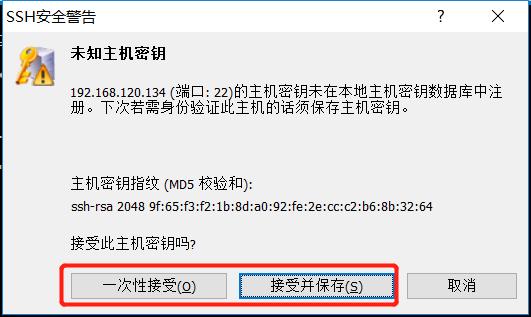 SSH安全警告
未知主机密钥
192.168.120.134 (端口: 22)的主机密钥未在本地主机密钥数据库中注
册。下次若需身份验证此主机的话须保存主机密钥。
主机密钥指纹 (MD5 校验和):
ssh-rsa 2048 9f:65:f3:f2:1b:8d:a0:92:fe:2e:cc:c2:b6:8b:32:64
接受此主机密钥吗?
一次性接受(O) 接受并保存(S) 取消